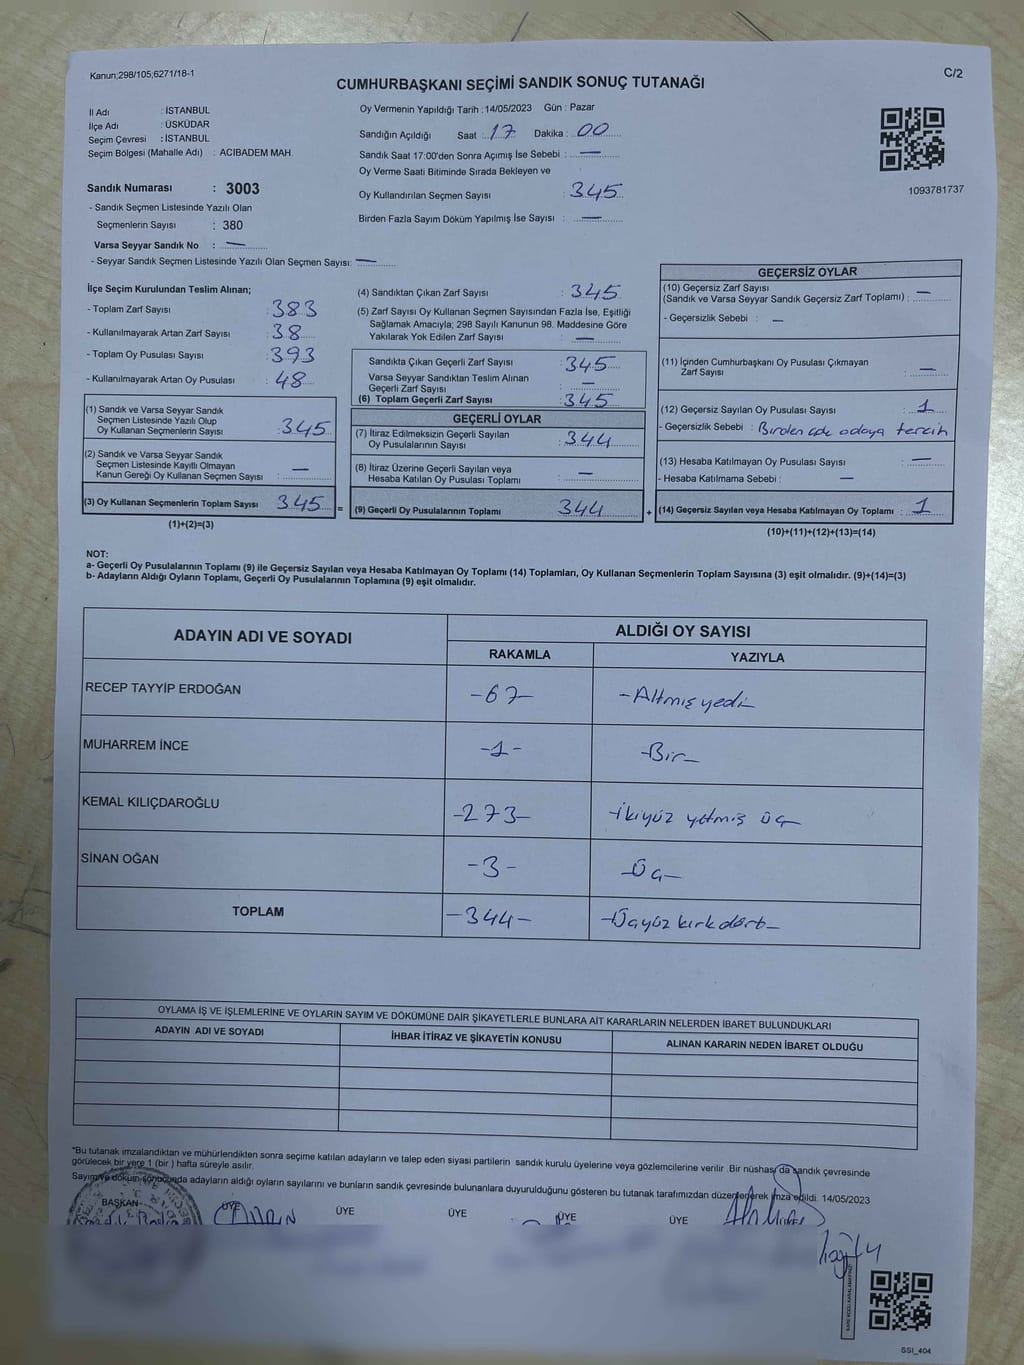 Kanun;298/105;6271/18-1
C/2
CUMHURBAŞKANI SEÇİMİ SANDIK SONUÇ TUTANAĞI
İl Adı : İSTANBUL
İlçe Adı : ÜSKÜDAR
Seçim Çevresi : İSTANBUL
Seçim Bölgesi (Mahalle Adı) : ACIBADEM MAH.
Sandık Numarası : 3003
- Sandık Seçmen Listesinde Yazılı Olan
Seçmenlerin Sayısı : 380
Varsa Seyyar Sandık No : —
- Seyyar Sandık Seçmen Listesinde Yazılı Olan Seçmen Sayısı: —
Oy Vermenin Yapıldığı Tarih : 14/05/2023 Gün : Pazar
Sandığın Açıldığı Saat : 17 Dakika : 00
Sandık Saat 17:00'den Sonra Açımış İse Sebebi : —
Oy Verme Saati Bitiminde Sırada Bekleyen ve
Oy Kullandırılan Seçmen Sayısı : 345
Birden Fazla Sayım Döküm Yapılmış İse Sayısı : —
1093781737
İlçe Seçim Kurulundan Teslim Alınan;
- Toplam Zarf Sayısı : 383
- Kullanılmayarak Artan Zarf Sayısı : 38
- Toplam Oy Pusulası Sayısı : 393
- Kullanılmayarak Artan Oy Pusulası : 48
(1) Sandık ve Varsa Seyyar Sandık
Seçmen Listesinde Yazılı Olup
Oy Kullanan Seçmenlerin Sayısı : 345
(2) Sandık ve Varsa Seyyar Sandık
Seçmen Listesinde Kayıtlı Olmayan
Kanun Gereği Oy Kullanan Seçmen Sayısı : —
(3) Oy Kullanan Seçmenlerin Toplam Sayısı 345
(1)+(2)=(3)
(4) Sandıktan Çıkan Zarf Sayısı : 345
(5) Zarf Sayısı Oy Kullanan Seçmen Sayısından Fazla İse, Eşitliği
Sağlamak Amacıyla; 298 Sayılı Kanunun 98. Maddesine Göre
Yakılarak Yok Edilen Zarf Sayısı : —
Sandıkta Çıkan Geçerli Zarf Sayısı : 345
Varsa Seyyar Sandıktan Teslim Alınan
Geçerli Zarf Sayısı : —
(6) Toplam Geçerli Zarf Sayısı : 345
GEÇERLİ OYLAR
(7) İtiraz Edilmeksizin Geçerli Sayılan
Oy Pusulalarının Sayısı : 344
(8) İtiraz Üzerine Geçerli Sayılan veya
Hesaba Katılan Oy Pusulası Toplamı : —
= (9) Geçerli Oy Pusulalarının Toplamı 344
GEÇERSİZ OYLAR
(10) Geçersiz Zarf Sayısı
(Sandık ve Varsa Seyyar Sandık Geçersiz Zarf Toplamı) : —
- Geçersizlik Sebebi : —
(11) İçinden Cumhurbaşkanı Oy Pusulası Çıkmayan
Zarf Sayısı : —
(12) Geçersiz Sayılan Oy Pusulası Sayısı : 1
- Geçersizlik Sebebi : Birden çok adaya tercih
(13) Hesaba Katılmayan Oy Pusulası Sayısı : —
- Hesaba Katılmama Sebebi : —
+ (14) Geçersiz Sayılan veya Hesaba Katılmayan Oy Toplamı : 1
(10)+(11)+(12)+(13)=(14)
NOT:
a- Geçerli Oy Pusulalarının Toplamı (9) ile Geçersiz Sayılan veya Hesaba Katılmayan Oy Toplamı (14) Toplamları, Oy Kullanan Seçmenlerin Toplam Sayısına (3) eşit olmalıdır. (9)+(14)=(3)
b- Adayların Aldığı Oyların Toplamı, Geçerli Oy Pusulalarının Toplamına (9) eşit olmalıdır.
ADAYIN ADI VE SOYADI ALDIĞI OY SAYISI
RAKAMLA YAZIYLA
RECEP TAYYİP ERDOĞAN -67- -Altmışyedi-
MUHARREM İNCE -1- -Bir-
KEMAL KILIÇDAROĞLU -273- -İkiyüz yetmiş üç-
SİNAN OĞAN -3- -Üç-
TOPLAM -344- -Üçyüz kırk dört-
OYLAMA İŞ VE İŞLEMLERİNE VE OYLARIN SAYIM VE DÖKÜMÜNE DAİR ŞİKAYETLERLE BUNLARA AİT KARARLARIN NELERDEN İBARET BULUNDUKLARI
ADAYIN ADI VE SOYADI İHBAR İTİRAZ VE ŞİKAYETİN KONUSU ALINAN KARARIN NEDEN İBARET OLDUĞU
*Bu tutanak imzalandıktan ve mühürlendikten sonra seçime katılan adayların ve talep eden siyasi partilerin sandık kurulu üyelerine veya gözlemcilerine verilir. Bir nüshası da sandık çevresinde
görülecek bir yere 1 (bir ) hafta süreyle asılır.
Sayım ve döküm sonucunda adayların aldığı oyların sayılarını ve bunların sandık çevresinde bulunanlara duyurulduğunu gösteren bu tutanak tarafımızdan düzenlenerek imza edildi. 14/05/2023
BAŞKAN ÜYE ÜYE ÜYE ÜYE ÜYE
SSI_404